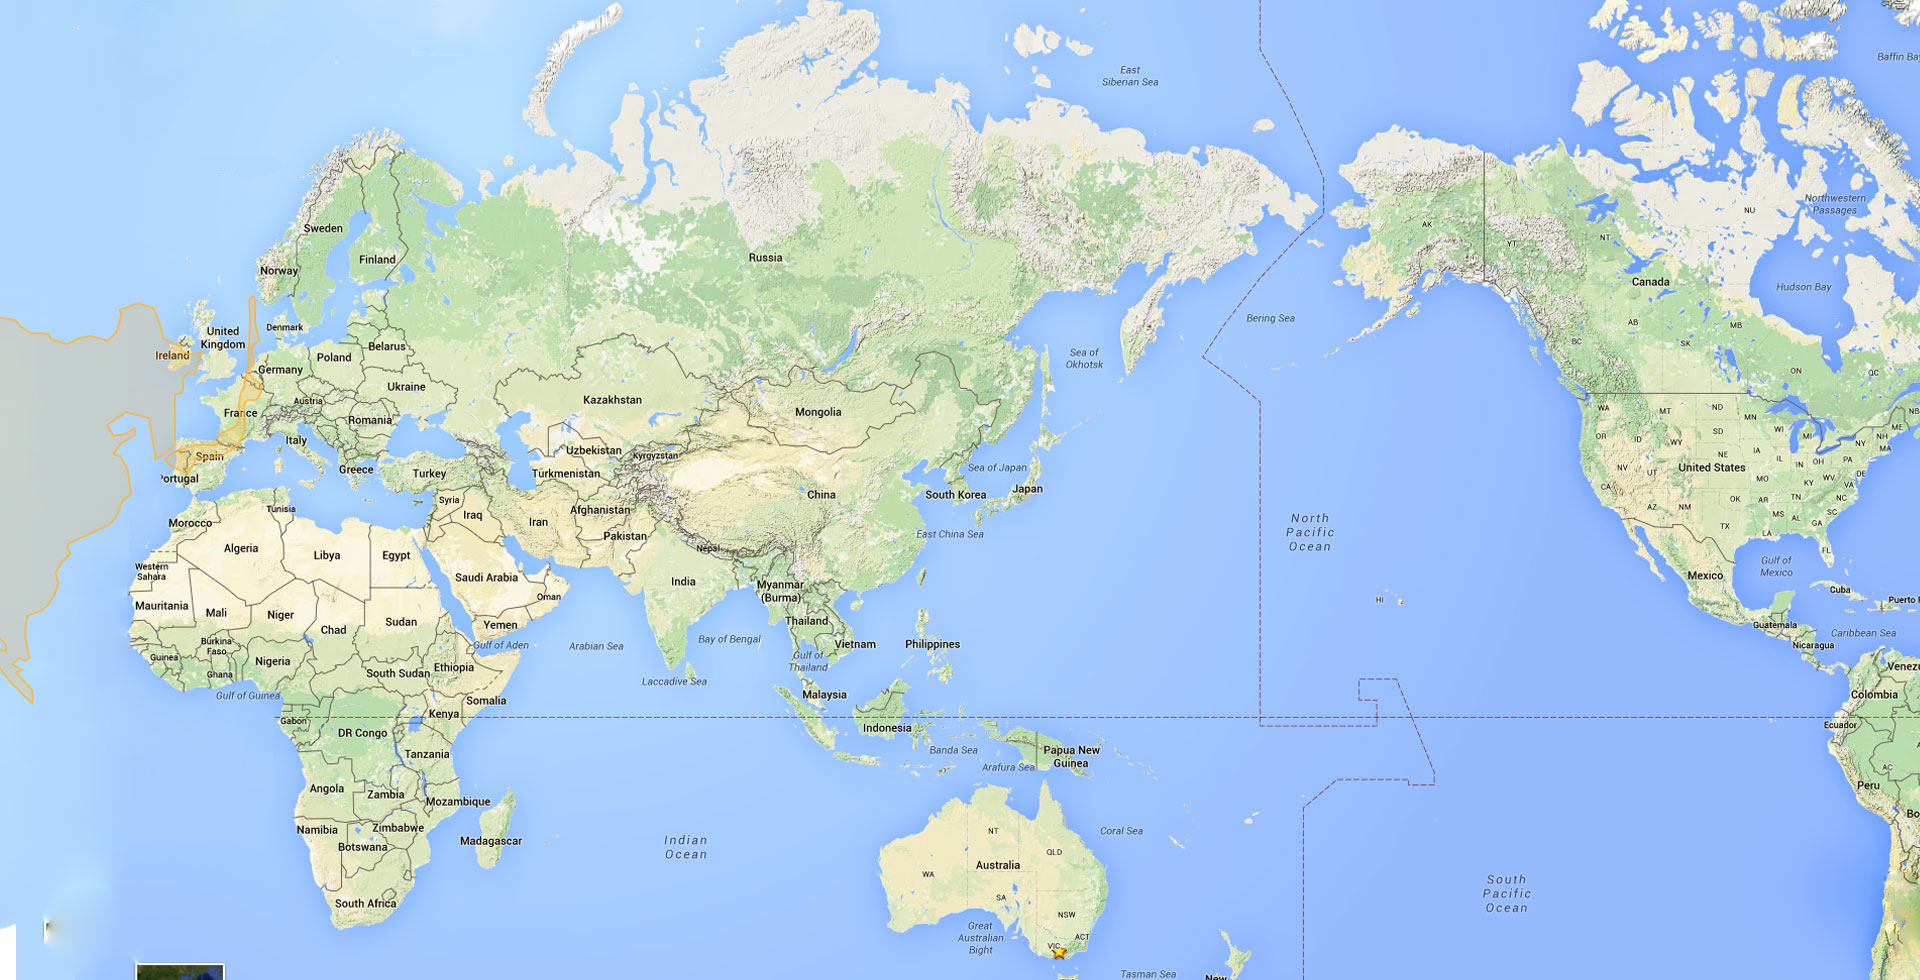 East
Siberian Sea
Baffin Bay
Northwestern
Passages
NU
Sweden
AK
YT
NT
Finland
Russia
Norway
Canada
Hudson Bay
Bering Sea
United
Kingdom
Denmark
AB
MB
SK
BC
Ireland
Poland
Belarus
Sea of
Okhotsk
Germany
ON
QC
Ukraine
Kazakhstan
Austria
France
Mongolia
WA
MT
ND
MN
NB
Romania
ME
Italy
OR
ID
WY
SD
WI
MI
NY
NH
MA
Uzbekistan
Kyrgyzstan
Spain
NE
IA
IL
IN
OH
PA
Greece
Turkey
Turkmenistan
Sea of Japan
NV
UT
United States
DE
Portugal
MO
KY
WV
VA
CA
Syria
China
South Korea
Japan
OK
AR
TN
NC
Tunisia
Afghanistan
AZ
NM
MS
AL
SC
GA
Morocco
Iraq
Iran
TX
LA
Pakistan
East China Sea
North
Pacific
Ocean
Algeria
Libya
Egypt
Nepal
FL
Gulf of
Mexico
Western
Sahara
Saudi Arabia
India
Myanmar
(Burma)
Mexico
Cuba
Oman
HI
Puerto R
Mauritania
Mali
Niger
Chad
Sudan
Yemen
Thailand
Guatemala
Caribbean Sea
Burkina
Faso
Gulf of Aden
Arabian Sea
Bay of Bengal
Vietnam
Philippines
Nicaragua
Guinea
Ghana
Nigeria
South Sudan
Ethiopia
Gulf of
Thailand
Venezu
Gulf of Guinea
Somalia
Laccadive Sea
Malaysia
Colombia
Gabon
Kenya
Indonesia
Ecuador
DR Congo
Tanzania
Banda Sea
Papua New
Guinea
Arafura Sea
AC
Angola
Zambia
Mozambique
Peru
Namibia
Zimbabwe
NT
Coral Sea
Bo
Botswana
Madagascar
Indian
Ocean
QLD
Australia
WA
South
Pacific
Ocean
South Africa
SA
NSW
Great
Australian
Bight
ACT
VIC
Tasman Sea
New